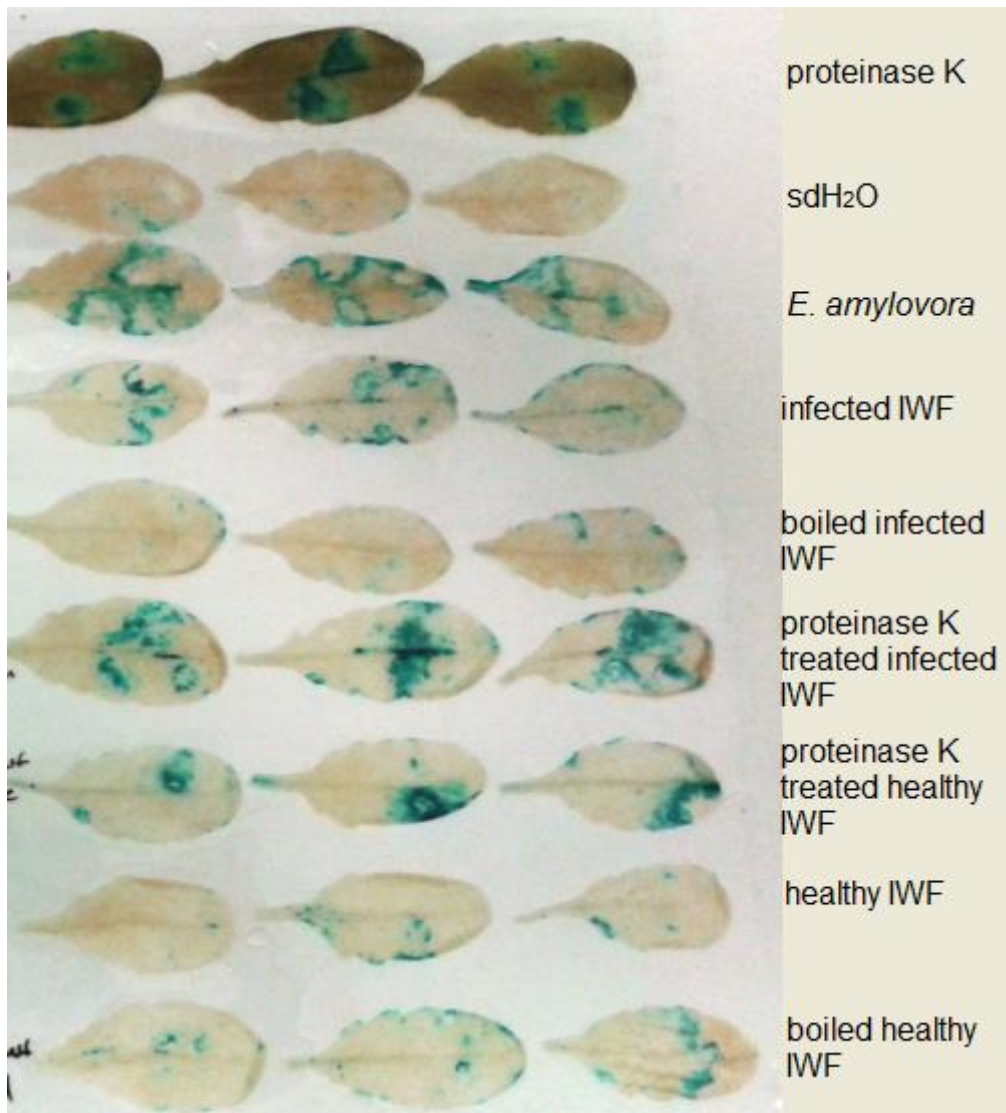 proteinase K
sdH₂O
E. amylovora
infected IWF
boiled infected
IWF
proteinase K
treated infected
IWF
proteinase K
treated healthy
IWF
healthy IWF
boiled healthy
IWF